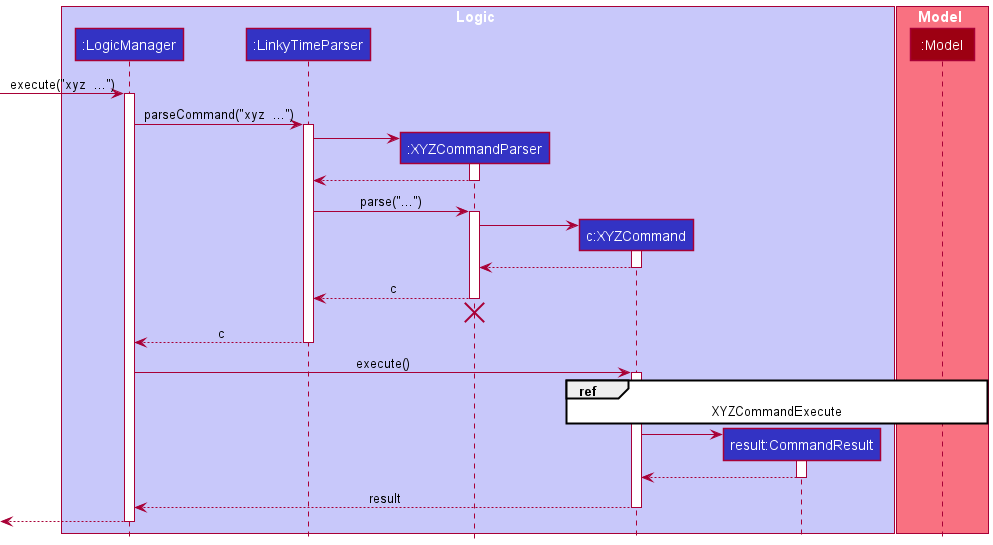 Logic
Model
:LogicManager
:LinkyTimeParser
:Model
execute("xyz ...")
parseCommand("xyz ...")
:XYZCommandParser
parse("...")
c:XYZCommand
c
c
execute()
ref
XYZCommandExecute
result:CommandResult
result